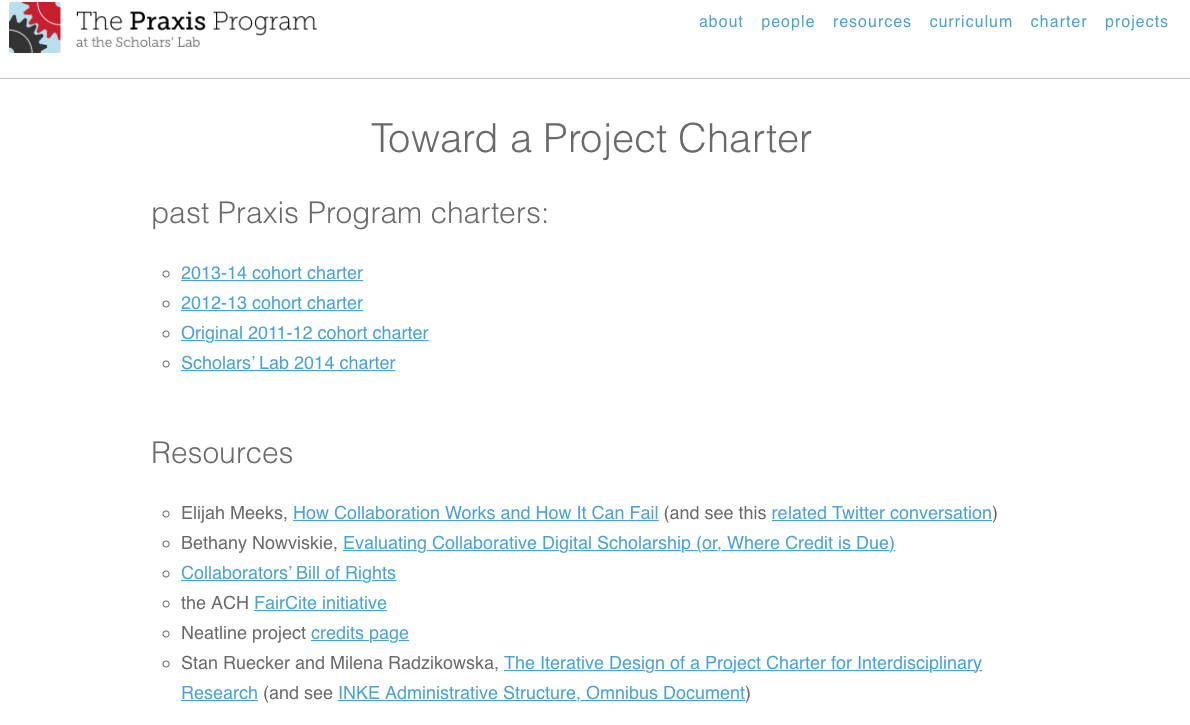 The Praxis Program
at the Scholars' Lab
about people resources curriculum charter projects
Toward a Project Charter
past Praxis Program charters:
2013-14 cohort charter
2012-13 cohort charter
Original 2011-12 cohort charter
Scholars’ Lab 2014 charter
Resources
Elijah Meeks, How Collaboration Works and How It Can Fail (and see this related Twitter conversation)
Bethany Nowviskie, Evaluating Collaborative Digital Scholarship (or, Where Credit is Due)
Collaborators’ Bill of Rights
the ACH FairCite initiative
Neatline project credits page
Stan Ruecker and Milena Radzikowska, The Iterative Design of a Project Charter for Interdisciplinary
Research (and see INKE Administrative Structure, Omnibus Document)